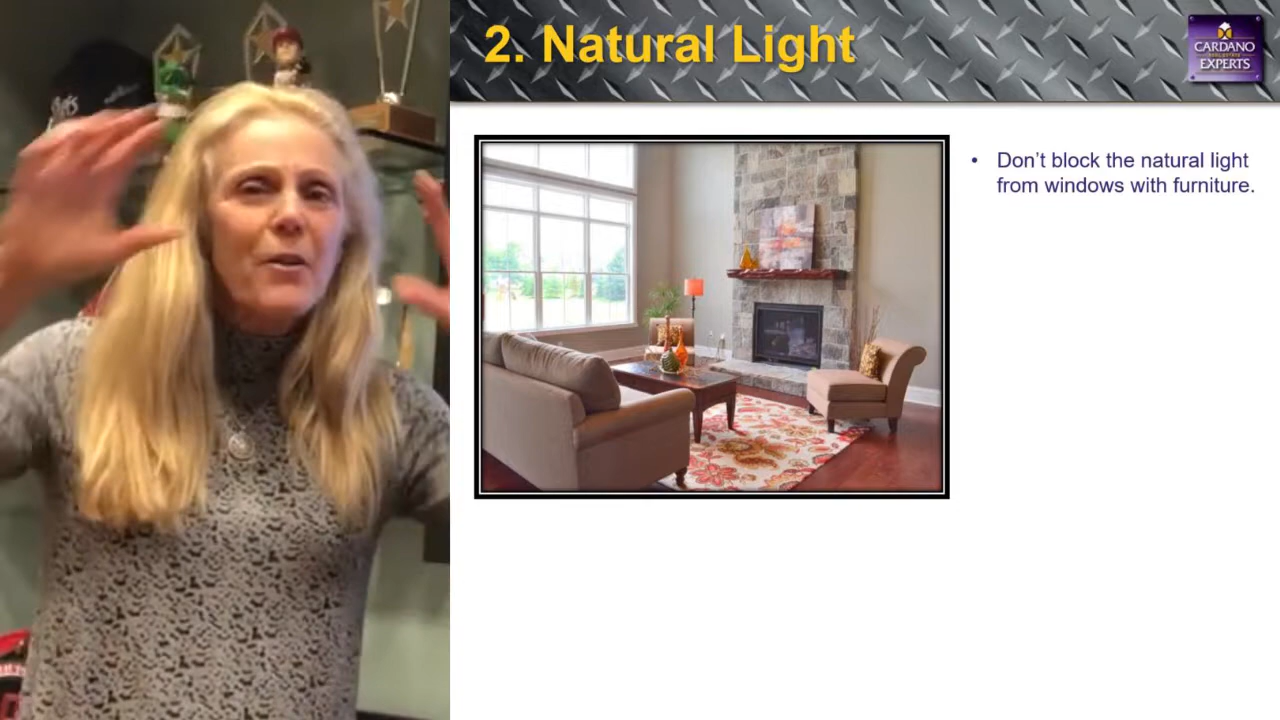 2. Natural Light
CARDANO
EXPERTS
• Don’t block the natural light
from windows with furniture.